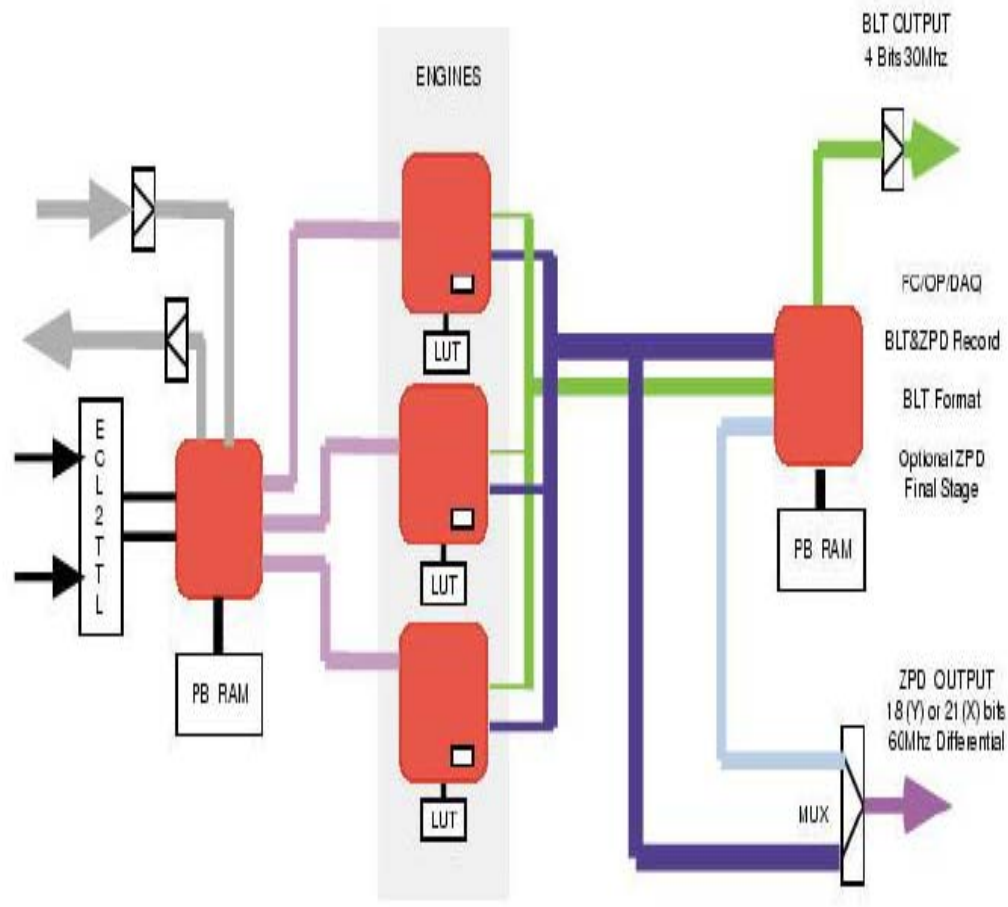 BLT OUTPUT
4 Bits 30Mhz
ENGINES
LUT
LUT
LUT
ECL2TTL
PB RAM
FC/OP/DAQ
BLT&ZPD Record
BLT Format
Optional ZPD
Final Stage
PB RAM
ZPD OUTPUT
18 (Y) or 21 (X) bits
60Mhz Differential
MUX